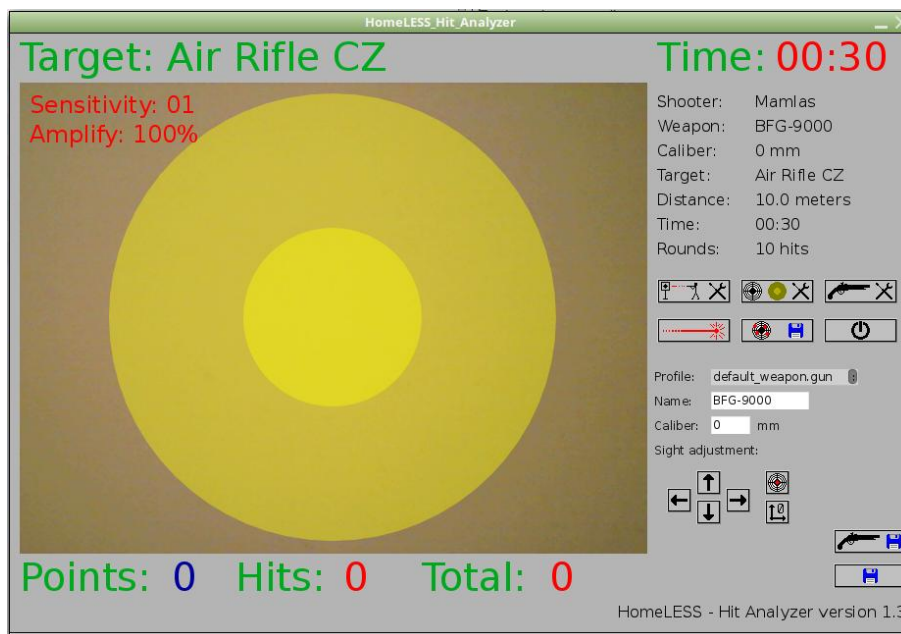 HomeLESS_Hit_Analyzer
Target: Air Rifle CZ
Time: 00:30
Sensitivity: 01
Amplify: 100%
Shooter: Mamlas
Weapon: BFG-9000
Caliber: 0 mm
Target: Air Rifle CZ
Distance: 10.0 meters
Time: 00:30
Rounds: 10 hits
Profile: default_weapon.gun
Name: BFG-9000
Caliber: 0 mm
Sight adjustment:
0
Points: 0 Hits: 0 Total: 0
HomeLESS - Hit Analyzer version 1.3